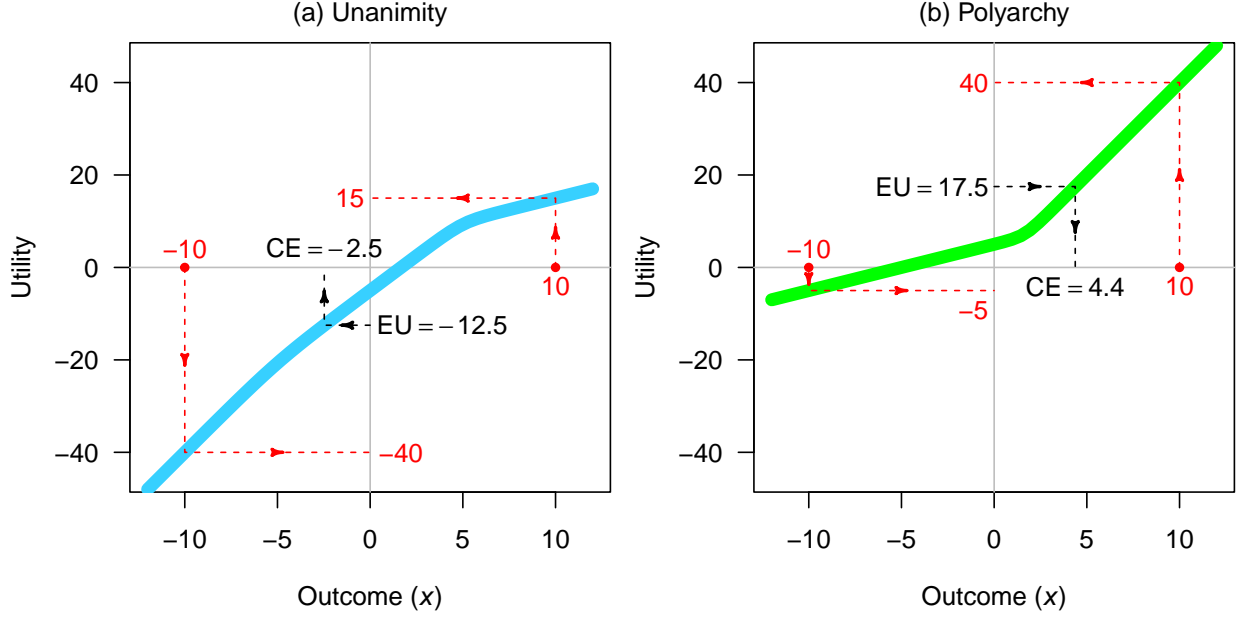 (a) Unanimity
Utility
40
20
0
−20
−40
−10
−5
0
5
10
Outcome (x)
−10
15
10
−40
CE = − 2.5
EU = − 12.5
(b) Polyarchy
Utility
40
20
0
−20
−40
−10
−5
0
5
10
Outcome (x)
40
EU = 17.5
−10
−5
CE = 4.4
10